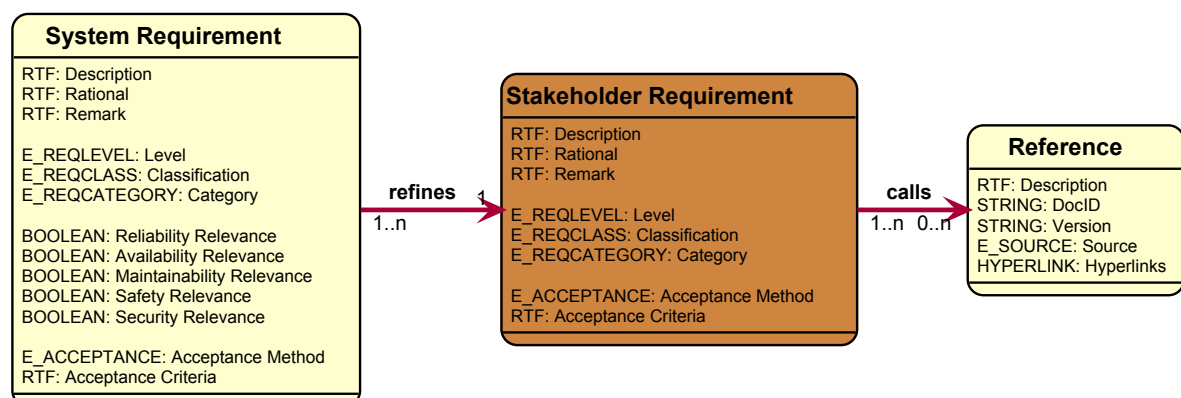 System Requirement
RTF: Description
RTF: Rational
RTF: Remark
E_REQLEVEL: Level
E_REQCLASS: Classification
E_REQCATEGORY: Category
BOOLEAN: Reliability Relevance
BOOLEAN: Availability Relevance
BOOLEAN: Maintainability Relevance
BOOLEAN: Safety Relevance
BOOLEAN: Security Relevance
E_ACCEPTANCE: Acceptance Method
RTF: Acceptance Criteria
refines
1..n
1
Stakeholder Requirement
RTF: Description
RTF: Rational
RTF: Remark
E_REQLEVEL: Level
E_REQCLASS: Classification
E_REQCATEGORY: Category
E_ACCEPTANCE: Acceptance Method
RTF: Acceptance Criteria
calls
1..n 0..n
Reference
RTF: Description
STRING: DocID
STRING: Version
E_SOURCE: Source
HYPERLINK: Hyperlinks